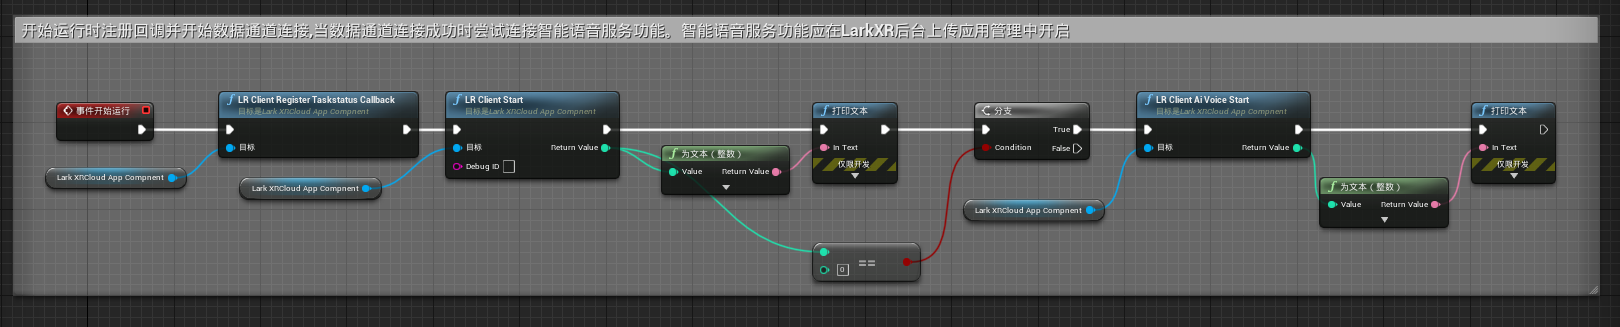 开始运行时注册回调并开始数据通道连接,当数据通道连接成功时尝试连接智能语音服务功能。智能语音服务功能应在LarkXR后台上传应用管理中开启
事件开始运行
Lark XRCloud App Compnent
LR Client Register Taskstatus Callback
目标是Lark XRCloud App Compnent
目标
Lark XRCloud App Compnent
LR Client Start
目标是Lark XRCloud App Compnent
目标 Return Value
Debug ID
为文本(整数)
Value Return Value
打印文本
In Text
仅限开发
0 ==
分支
True
Condition False
Lark XRCloud App Compnent
LR Client Ai Voice Start
目标是Lark XRCloud App Compnent
目标 Return Value
为文本(整数)
Value Return Value
打印文本
In Text
仅限开发